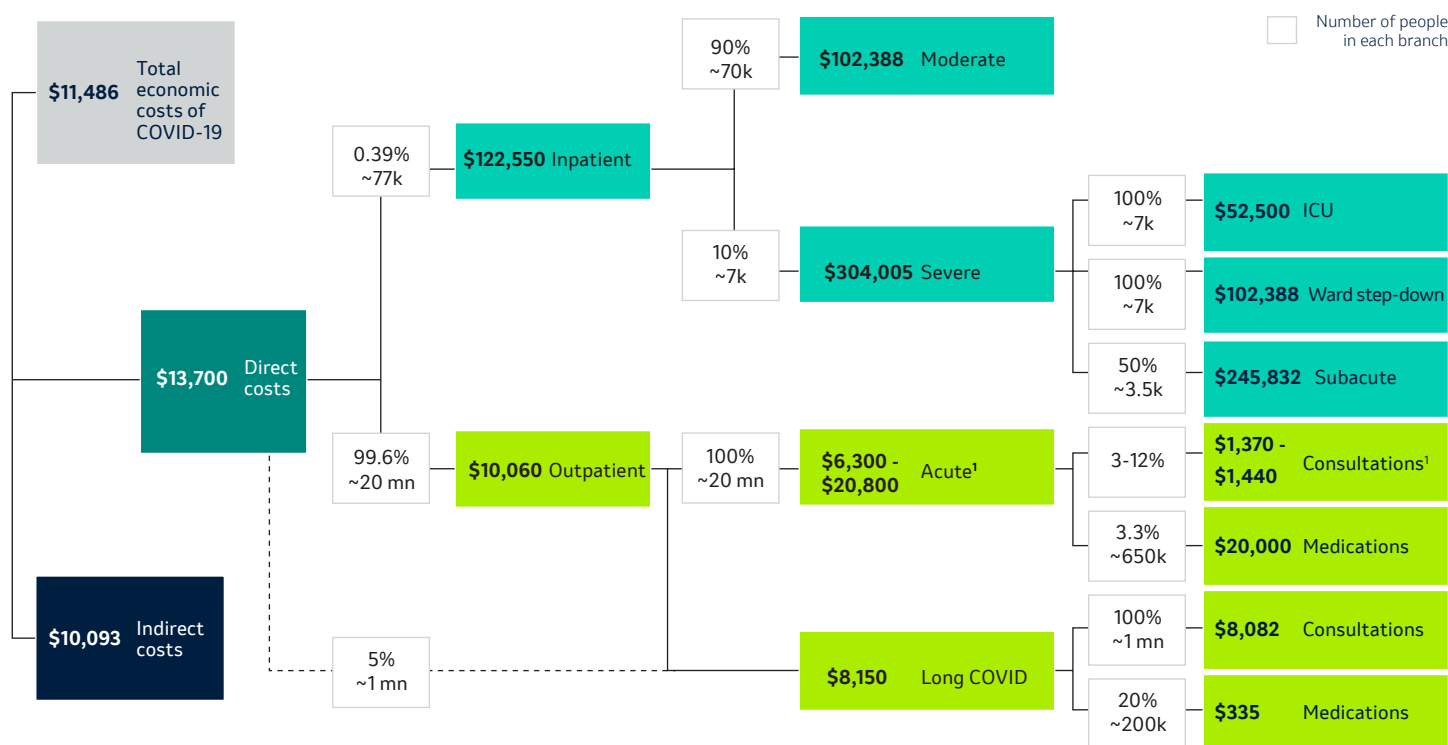 Number of people
in each branch
$11,486 Total
economic
costs of
COVID-19
$13,700 Direct
costs
$10,093 Indirect
costs
0.39%
~77k
$122,550 Inpatient
90%
~70k
$102,388 Moderate
10%
~7k
$304,005 Severe
100%
~7k
$52,500 ICU
100%
~7k
$102,388 Ward step-down
50%
~3.5k
$245,832 Subacute
99.6%
~20 mn
$10,060 Outpatient
100%
~20 mn
$6,300 -
$20,800 Acute¹
3-12%
$1,370 -
$1,440 Consultations¹
3.3%
~650k
$20,000 Medications
5%
~1 mn
$8,150 Long COVID
100%
~1 mn
$8,082 Consultations
20%
~200k
$335 Medications